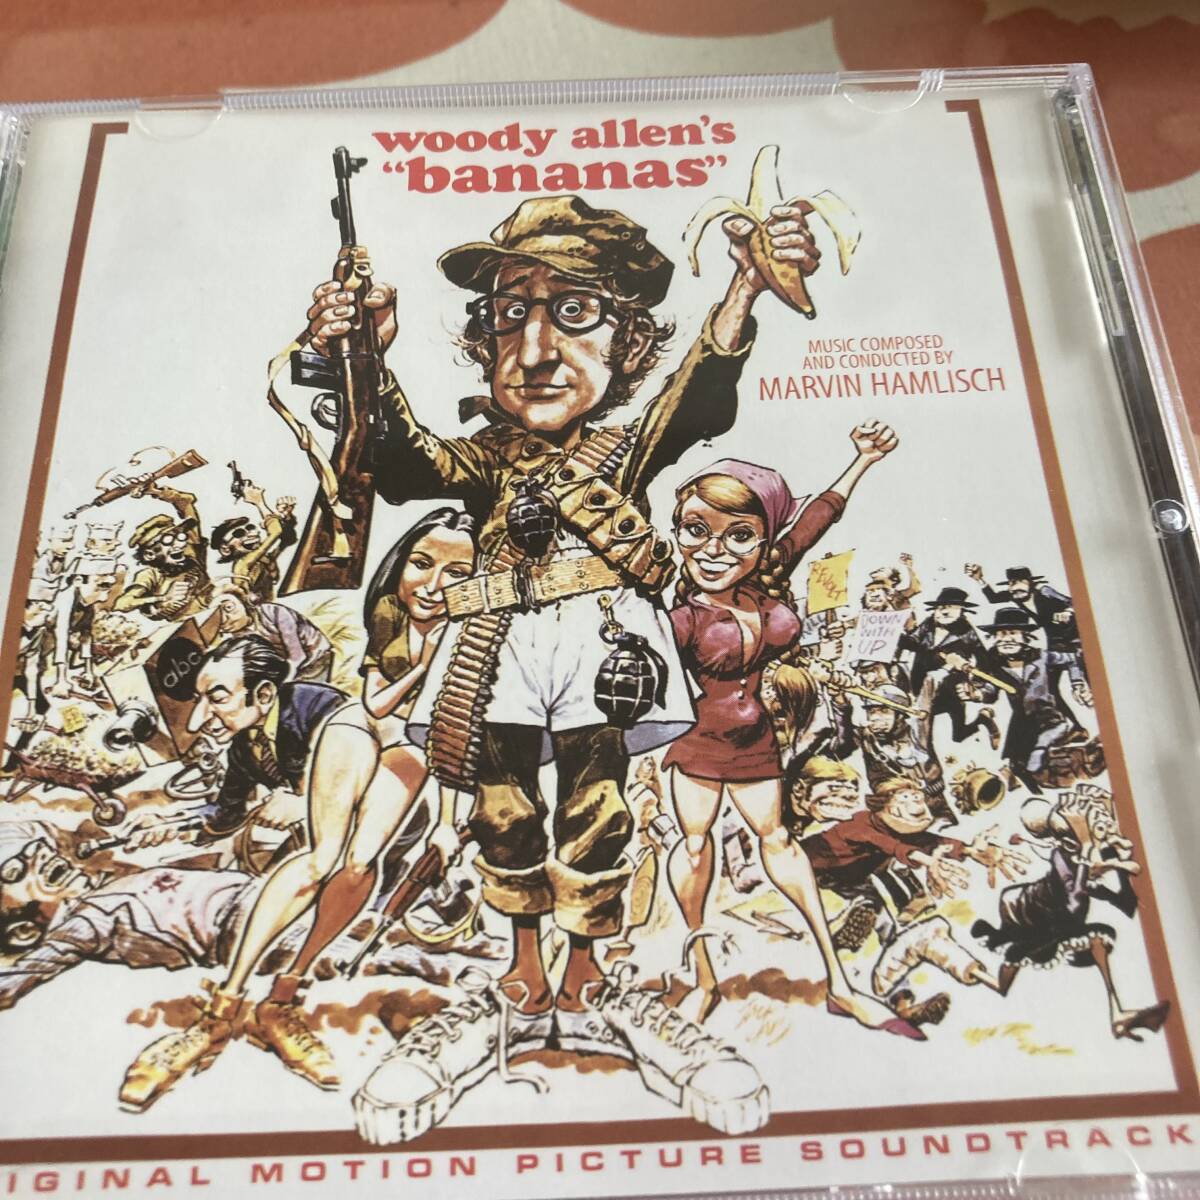 woody allen's
"bananas"
MUSIC COMPOSED
AND CONDUCTED BY
MARVIN HAMLISCH
abc
DOWN
WITH
UP
IGINAL MOTION PICTURE SOUNDTRACK